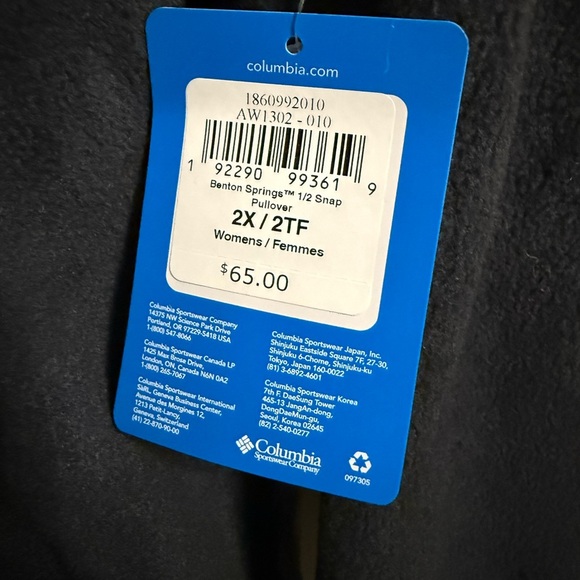 columbia.com
1860992010
AW1302 - 010
1 92290 99361 9
Benton Springs™ 1/2 Snap
Pullover
2X / 2TF
Womens / Femmes
$65.00
Columbia Sportswear Company
14375 NW Science Park Drive
Portland, OR 97229-5418 USA
1-(800) 547-8066
Columbia Sportswear Canada LP
1425 Max Brose Drive,
London, ON, Canada N6N 0A2
1-(800) 265-7067
Columbia Sportswear International
SàRL, Geneva Business Center,
Avenue des Morgines 12,
1213 Petit-Lancy,
Geneva, Switzerland
(41) 22-870-90-00
Columbia Sportswear Japan, Inc.
Shinjuku Eastside Square 7F, 27-30,
Shinjuku 6-Chome, Shinjuku-ku
Tokyo, Japan 160-0022
(81) 3-6892-4601
Columbia Sportswear Korea
7th F. DaeSung Tower
465-13 JangAn-dong,
DongDaeMun-gu,
Seoul, Korea 02645
(82) 2-540-0277
Columbia
Sportswear Company
097305